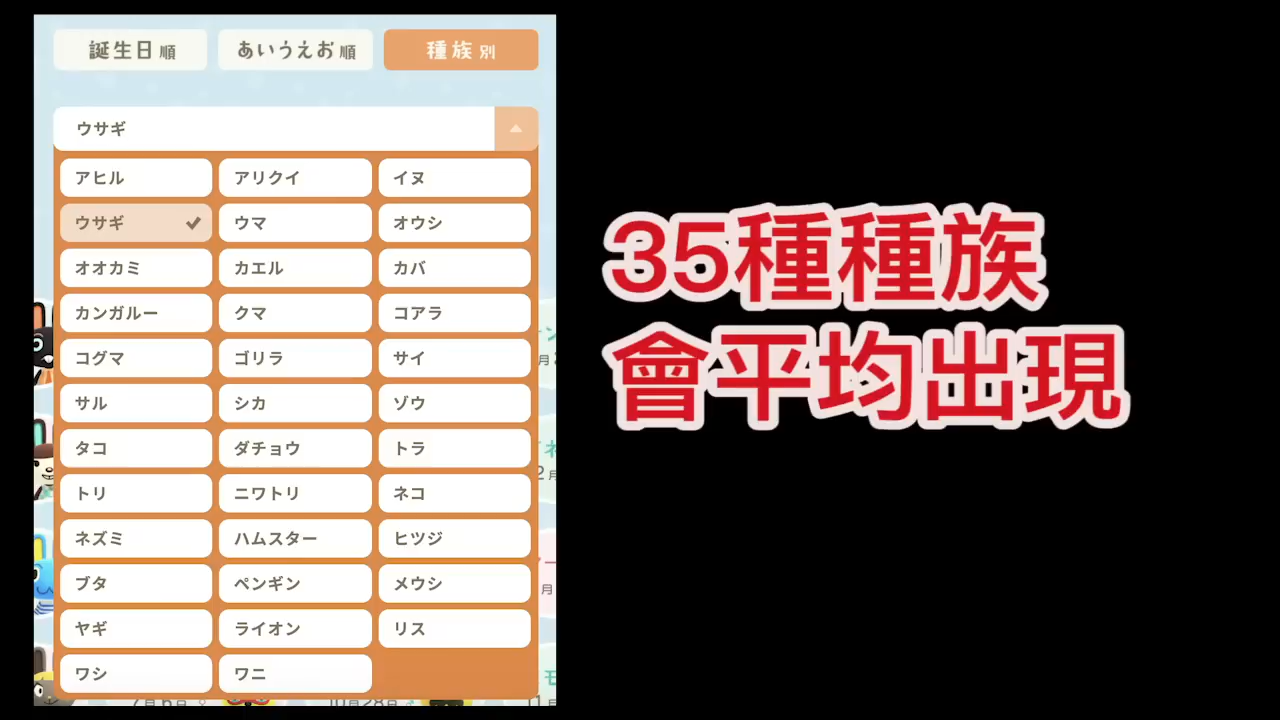 誕生日順 あいうえお順 種族別
ウサギ
アヒル アリクイ イヌ
ウサギ ウマ オウシ
オオカミ カエル カバ
カンガルー クマ コアラ
コグマ ゴリラ サイ
サル シカ ゾウ
タコ ダチョウ トラ
トリ ニワトリ ネコ
ネズミ ハムスター ヒツジ
ブタ ペンギン メウシ
ヤギ ライオン リス
ワシ ワニ
35種種族
會平均出現